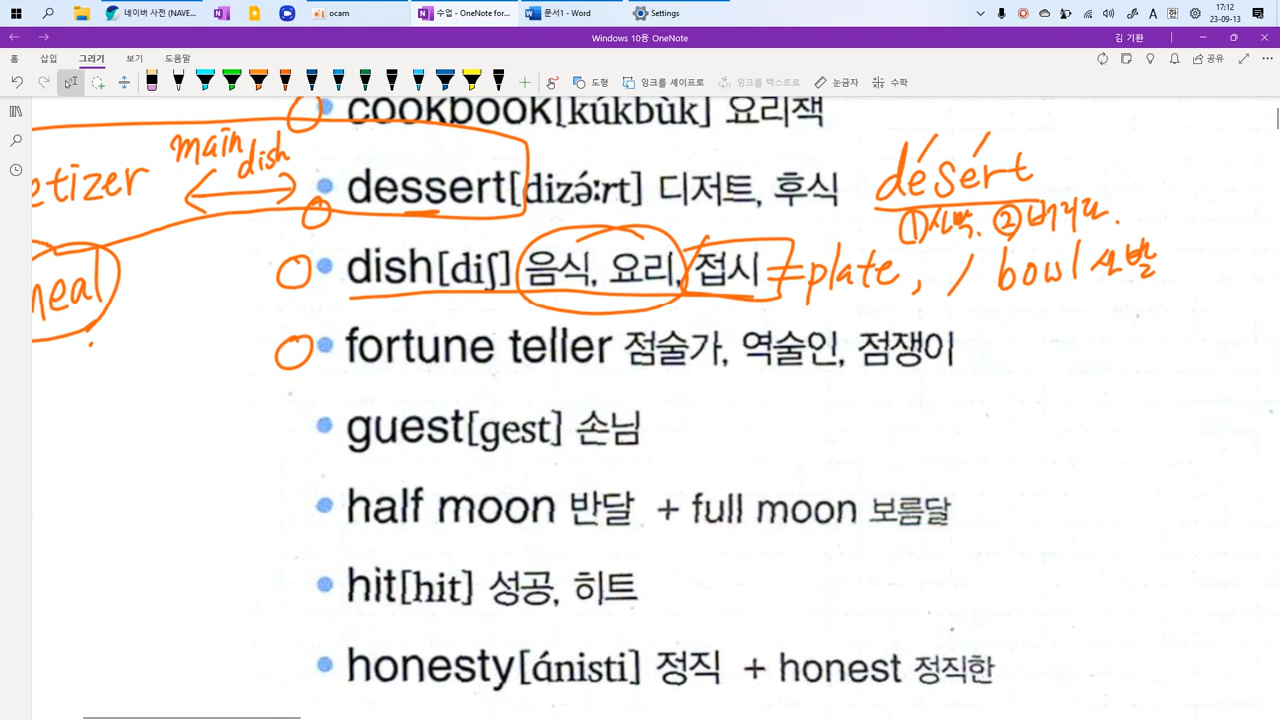 네이버 사전 (NAVE...
ocam
수업 - OneNote for...
문서1 - Word
Settings
A
한
17:12
23-09-13
Windows 10용 OneNote
김 기환
홈 삽입 그리기 보기 도움말
공유
도형
잉크를 셰이프로
잉크를 텍스트로
눈금자
수학
cookbook[kúkbùk] 요리책
main
dish
etizer
dessert[dizə́ːrt] 디저트, 후식
désért
① 사막. ② 버리다.
dish[diʃ] 음식, 요리, 접시 = plate, / bowl 사발
meal
fortune teller 점술가, 역술인, 점쟁이
guest[gest] 손님
half moon 반달 + full moon 보름달
hit[hit] 성공, 히트
honesty[ánisti] 정직 + honest 정직한